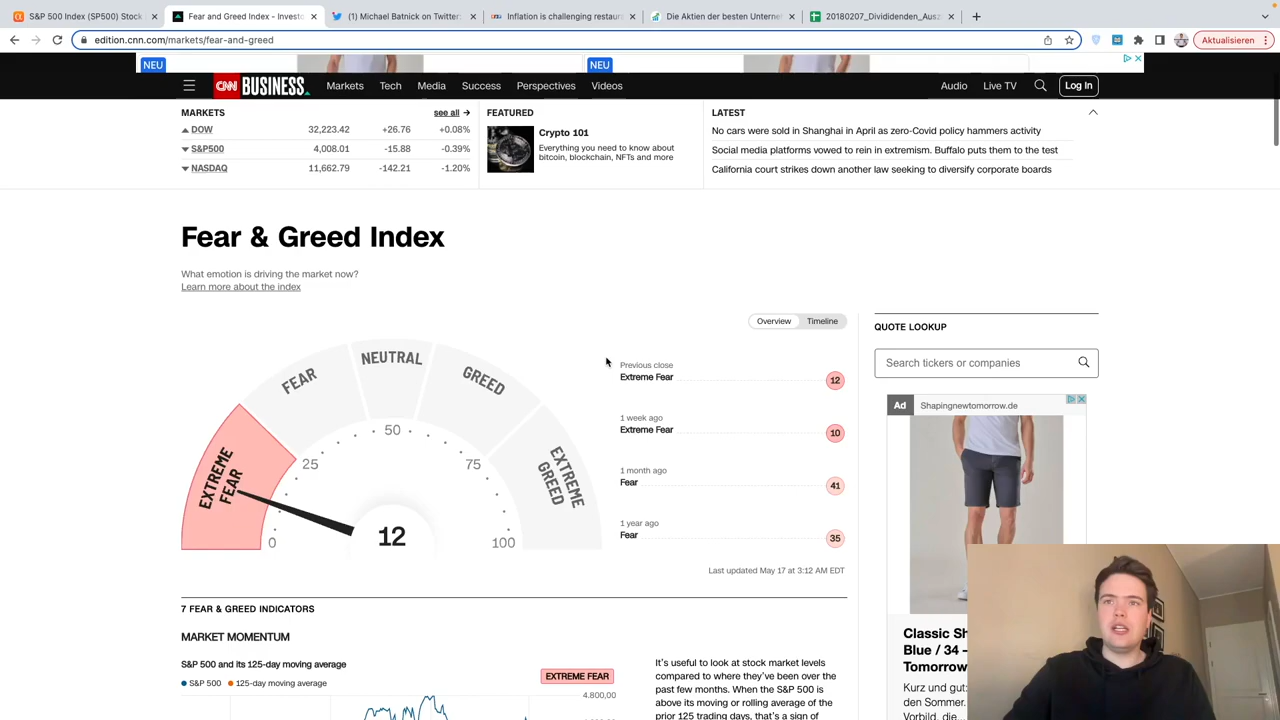 S&P 500 Index (SP500) Stock
Fear and Greed Index - Investo
(1) Michael Batnick on Twitter:
Inflation is challenging restaur
Die Aktien der besten Unterne
20180207_Divididenden_Ausz
edition.cnn.com/markets/fear-and-greed
Aktualisieren
NEU
NEU
CNN BUSINESS
Markets
Tech
Media
Success
Perspectives
Videos
Audio
Live TV
Log In
MARKETS
see all →
DOW 32,223.42 +26.76 +0.08%
S&P500 4,008.01 -15.88 -0.39%
NASDAQ 11,662.79 -142.21 -1.20%
FEATURED
Crypto 101
Everything you need to know about
bitcoin, blockchain, NFTs and more
LATEST
No cars were sold in Shanghai in April as zero-Covid policy hammers activity
Social media platforms vowed to rein in extremism. Buffalo puts them to the test
California court strikes down another law seeking to diversify corporate boards
Fear & Greed Index
What emotion is driving the market now?
Learn more about the index
Overview
Timeline
EXTREME
FEAR
FEAR
NEUTRAL
GREED
EXTREME
GREED
0
25
50
75
100
12
Previous close
Extreme Fear 12
1 week ago
Extreme Fear 10
1 month ago
Fear 41
1 year ago
Fear 35
Last updated May 17 at 3:12 AM EDT
QUOTE LOOKUP
Search tickers or companies
Ad
Shapingnewtomorrow.de
Classic Sh
Blue / 34 -
Tomorrow
Kurz und gut:
den Sommer.
Vorbild, die...
7 FEAR & GREED INDICATORS
MARKET MOMENTUM
S&P 500 and its 125-day moving average
S&P 500
125-day moving average
EXTREME FEAR
4.800,00
It's useful to look at stock market levels
compared to where they've been over the
past few months. When the S&P 500 is
above its moving or rolling average of the
prior 125 trading days, that's a sign of